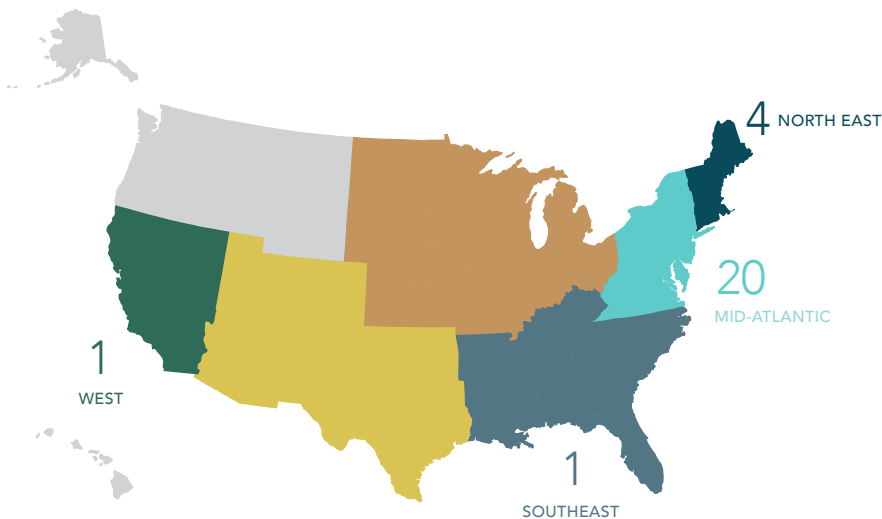 4 NORTH EAST
20
MID-ATLANTIC
1
WEST
1
SOUTHEAST